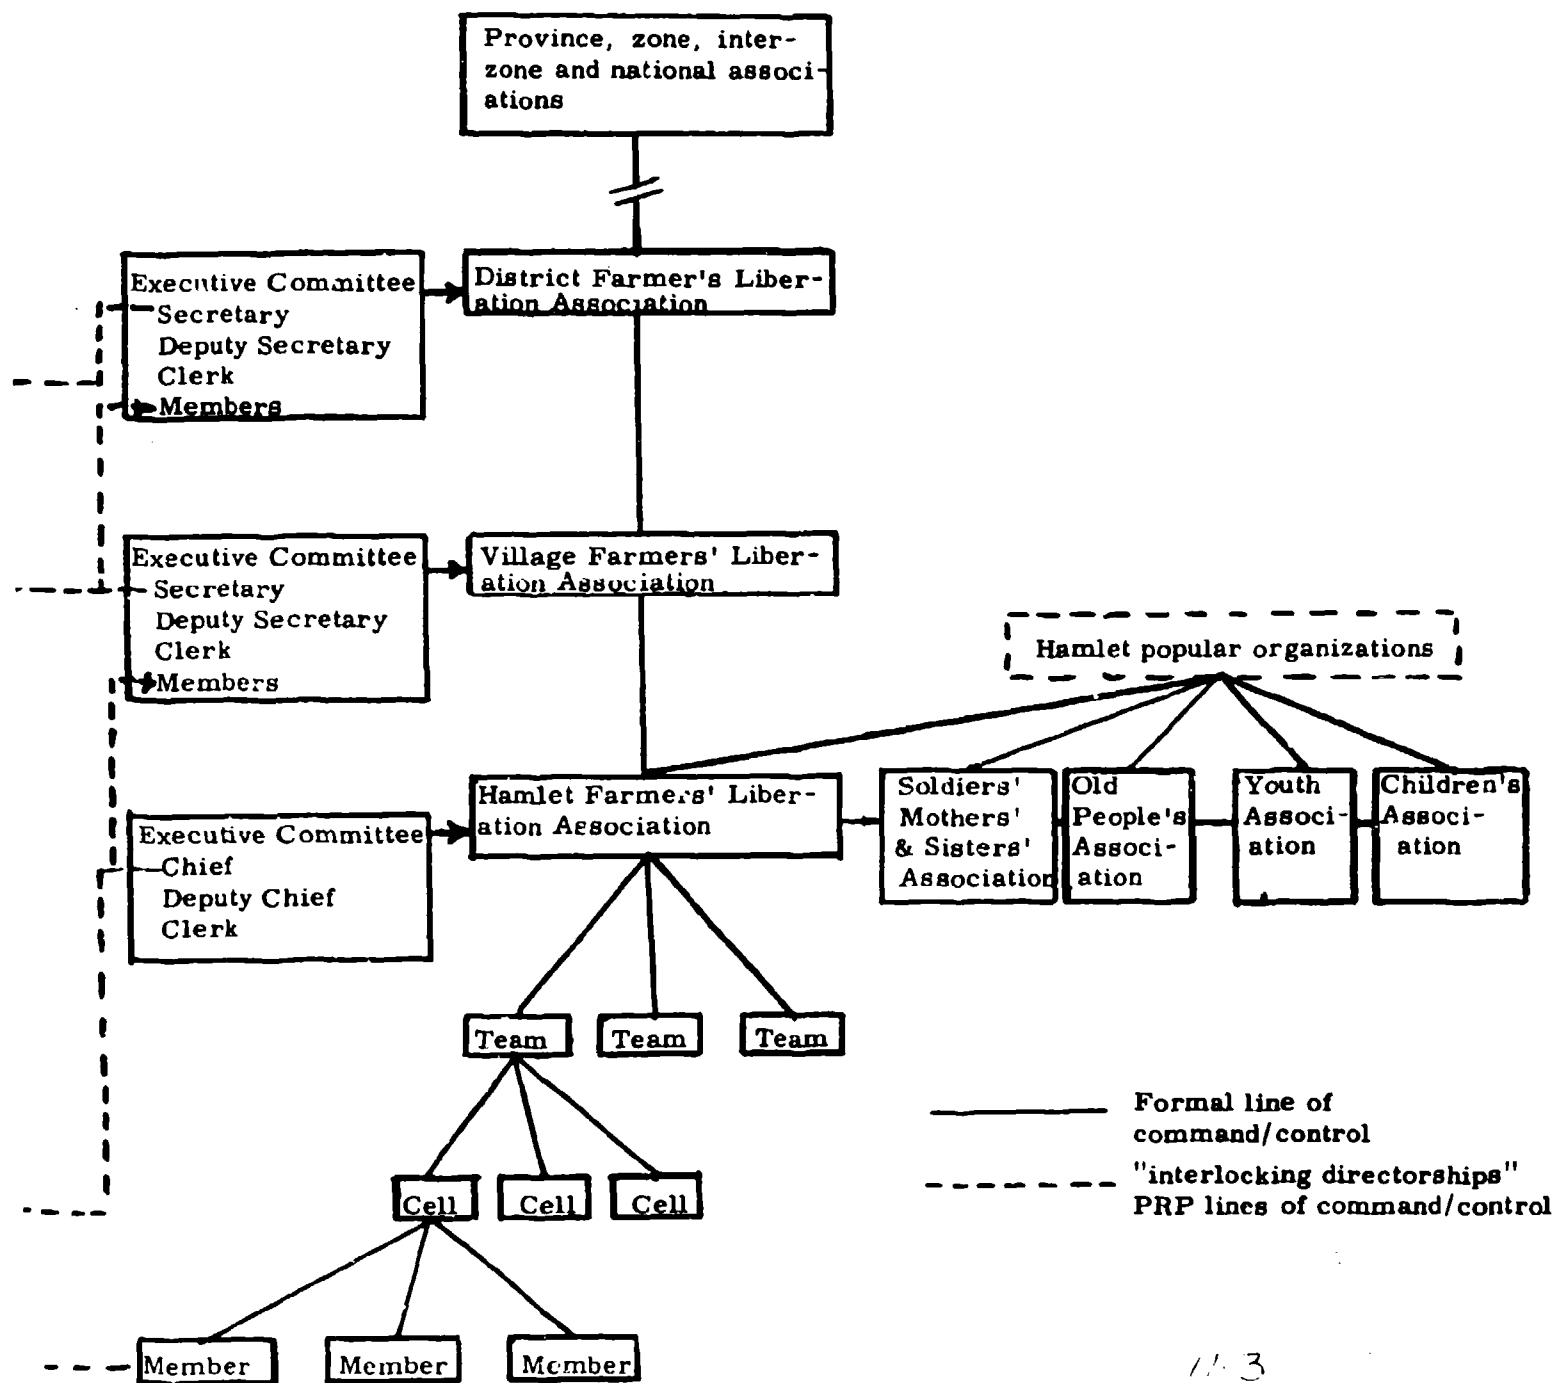 Province, zone, inter-
zone and national associ-
ations
Executive Committee
Secretary
Deputy Secretary
Clerk
Members
District Farmer's Liber-
ation Association
Executive Committee
Secretary
Deputy Secretary
Clerk
Members
Village Farmers' Liber-
ation Association
Hamlet popular organizations
Executive Committee
Chief
Deputy Chief
Clerk
Hamlet Farmers' Liber-
ation Association
Soldiers'
Mothers'
& Sisters'
Association
Old
People's
Associ-
ation
Youth
Associ-
ation
Children's
Associ-
ation
Team
Team
Team
Cell
Cell
Cell
Member
Member
Member
Formal line of
command/control
"interlocking directorships"
PRP lines of command/control